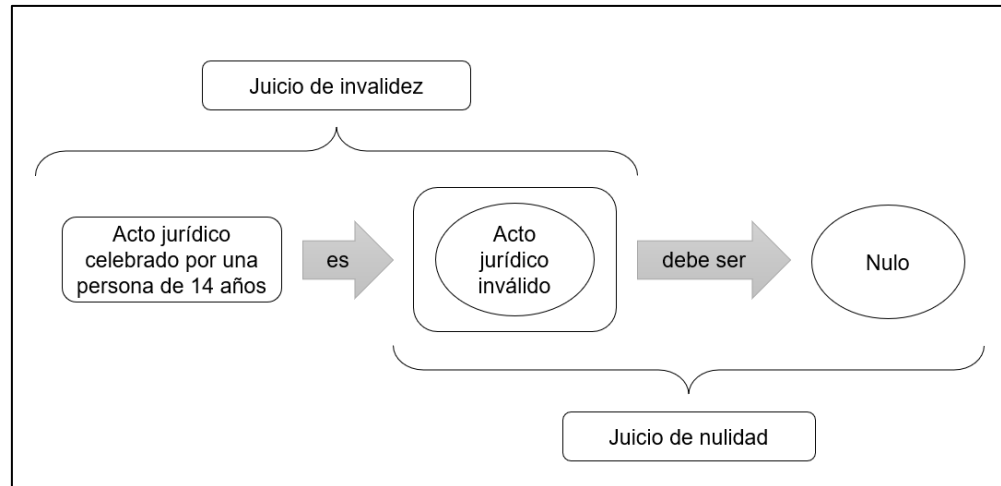 Juicio de invalidez
Acto jurídico
celebrado por una
persona de 14 años
es
Acto
jurídico
inválido
debe ser
Nulo
Juicio de nulidad